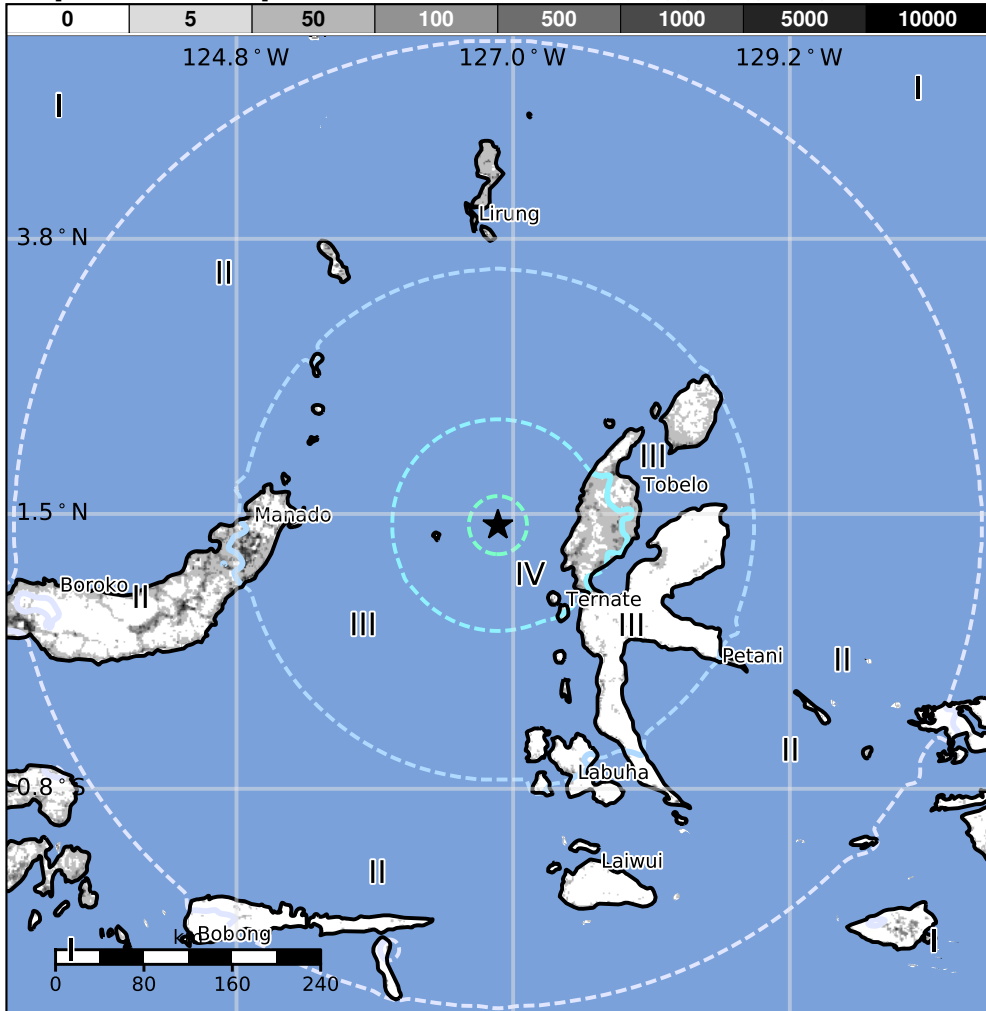 0 5 50 100 500 1000 5000 10000
124.8°W 127.0°W 129.2°W
I I
Lirung
3.8°N
II
III
Tobelo
1.5°N
Manado
IV
Boroko
II
Ternate
III
III
Petani
II
II
Labuha
0.8°S
Laiwui
II
Bobong
I
I
0 80 160 240